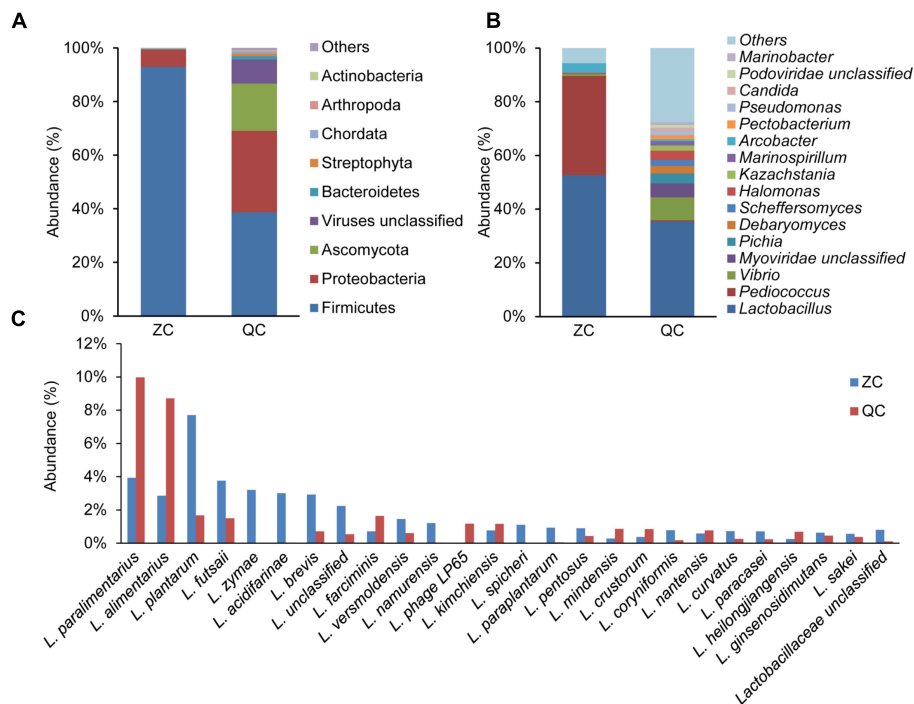 A
Abundance (%)
100%
80%
60%
40%
20%
0%
ZC
QC
Others
Actinobacteria
Arthropoda
Chordata
Streptophyta
Bacteroidetes
Viruses unclassified
Ascomycota
Proteobacteria
Firmicutes
B
Abundance (%)
100%
80%
60%
40%
20%
0%
ZC
QC
Others
Marinobacter
Podoviridae unclassified
Candida
Pseudomonas
Pectobacterium
Arcobacter
Marinospirillum
Kazachstania
Halomonas
Scheffersomyces
Debaryomyces
Pichia
Myoviridae unclassified
Vibrio
Pediococcus
Lactobacillus
C
Abundance (%)
12%
10%
8%
6%
4%
2%
0%
ZC
QC
L. paralimentarius
L. alimentarius
L. plantarum
L. futsaii
L. zymae
L. acidifarinae
L. brevis
L. unclassified
L. farciminis
L. versmoldensis
L. namurensis
L. phage LP65
L. kimchiensis
L. spicheri
L. paraplantarum
L. pentosus
L. mindensis
L. crustorum
L. coryniformis
L. nantensis
L. curvatus
L. paracasei
L. heilongjiangensis
L. ginsenosidimutans
L. sakei
Lactobacillaceae unclassified